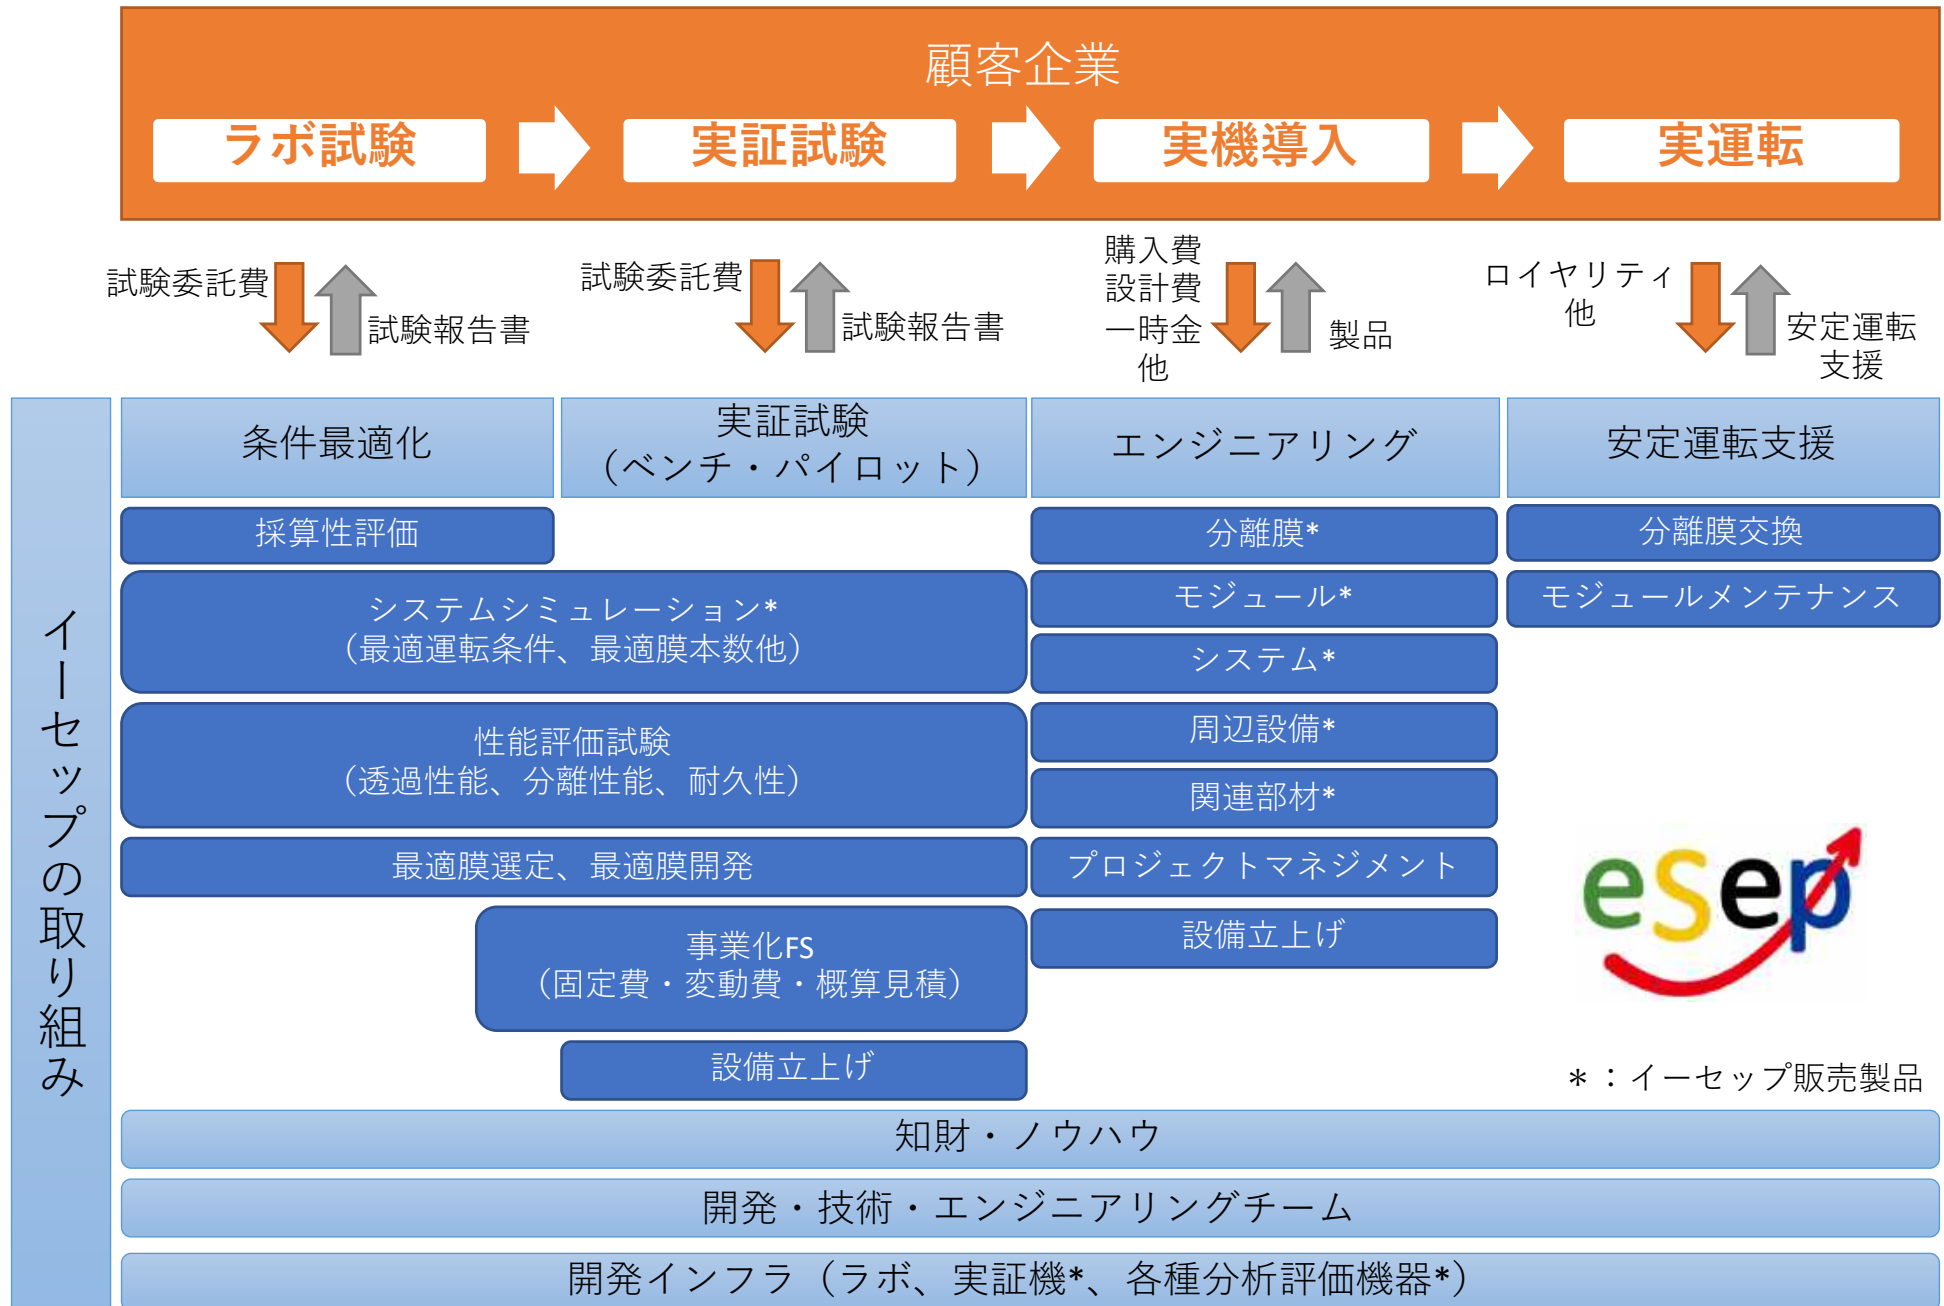 顧客企業
ラボ試験
実証試験
実機導入
実運転
試験委託費
試験報告書
試験委託費
試験報告書
購入費
設計費
一時金
他
製品
ロイヤリティ
他
安定運転
支援
イーセップの取り組み
条件最適化
実証試験
（ベンチ・パイロット）
エンジニアリング
安定運転支援
採算性評価
システムシミュレーション*
（最適運転条件、最適膜本数他）
性能評価試験
（透過性能、分離性能、耐久性）
最適膜選定、最適膜開発
事業化FS
（固定費・変動費・概算見積）
設備立上げ
分離膜*
モジュール*
システム*
周辺設備*
関連部材*
プロジェクトマネジメント
設備立上げ
分離膜交換
モジュールメンテナンス
eSep
＊：イーセップ販売製品
知財・ノウハウ
開発・技術・エンジニアリングチーム
開発インフラ（ラボ、実証機*、各種分析評価機器*）